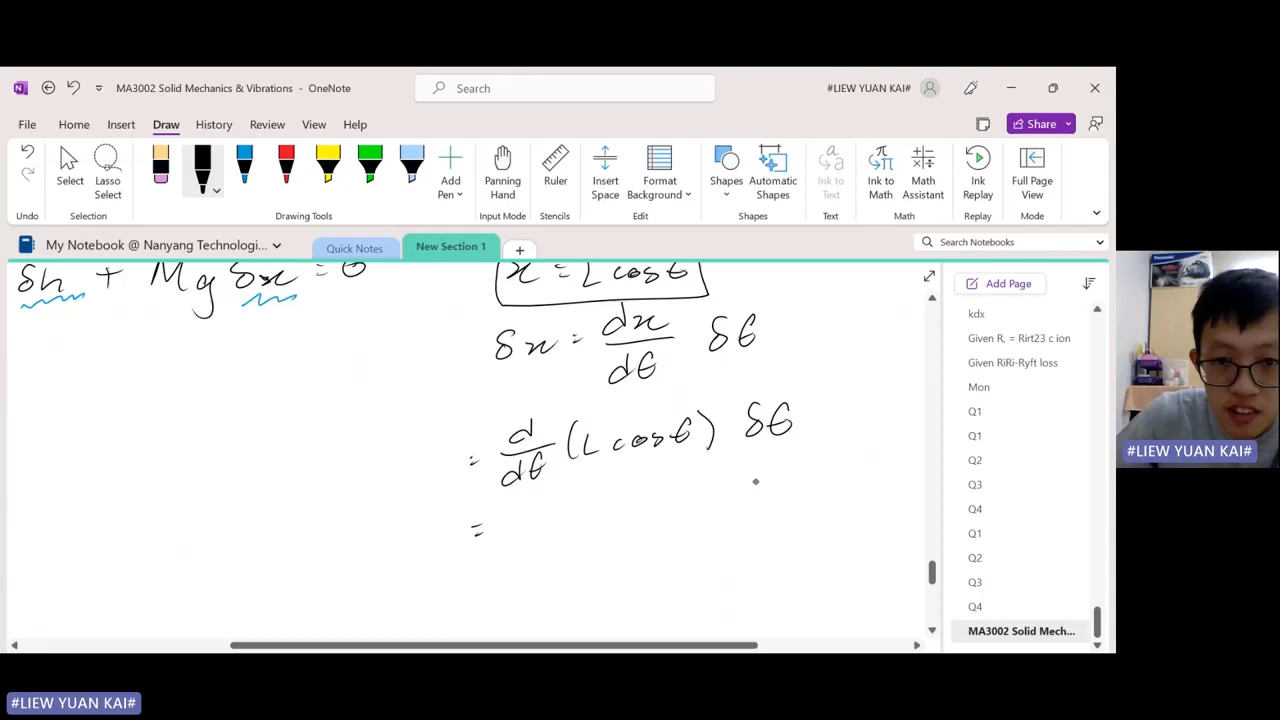 MA3002 Solid Mechanics & Vibrations - OneNote
Search
#LIEW YUAN KAI#
File Home Insert Draw History Review View Help
Share
Undo
Select
Lasso Select
Selection
Add Pen
Drawing Tools
Panning Hand
Input Mode
Ruler
Stencils
Insert Space
Format Background
Edit
Shapes
Automatic Shapes
Shapes
Ink to Text
Text
Ink to Math
Math Assistant
Math
Ink Replay
Replay
Full Page View
Mode
My Notebook @ Nanyang Technologi...
Quick Notes
New Section 1
Search Notebooks
δh + Mg δx = 0
x = L cosθ
δx = dx/dθ δθ
= d/dθ (L cosθ) δθ
=
Add Page
kdx
Given R, = Rirt23 c ion
Given RiRi-Ryft loss
Mon
Q1
Q1
Q2
Q3
Q4
Q1
Q2
Q3
Q4
MA3002 Solid Mech...
Panasonic
#LIEW YUAN KAI#
#LIEW YUAN KAI#